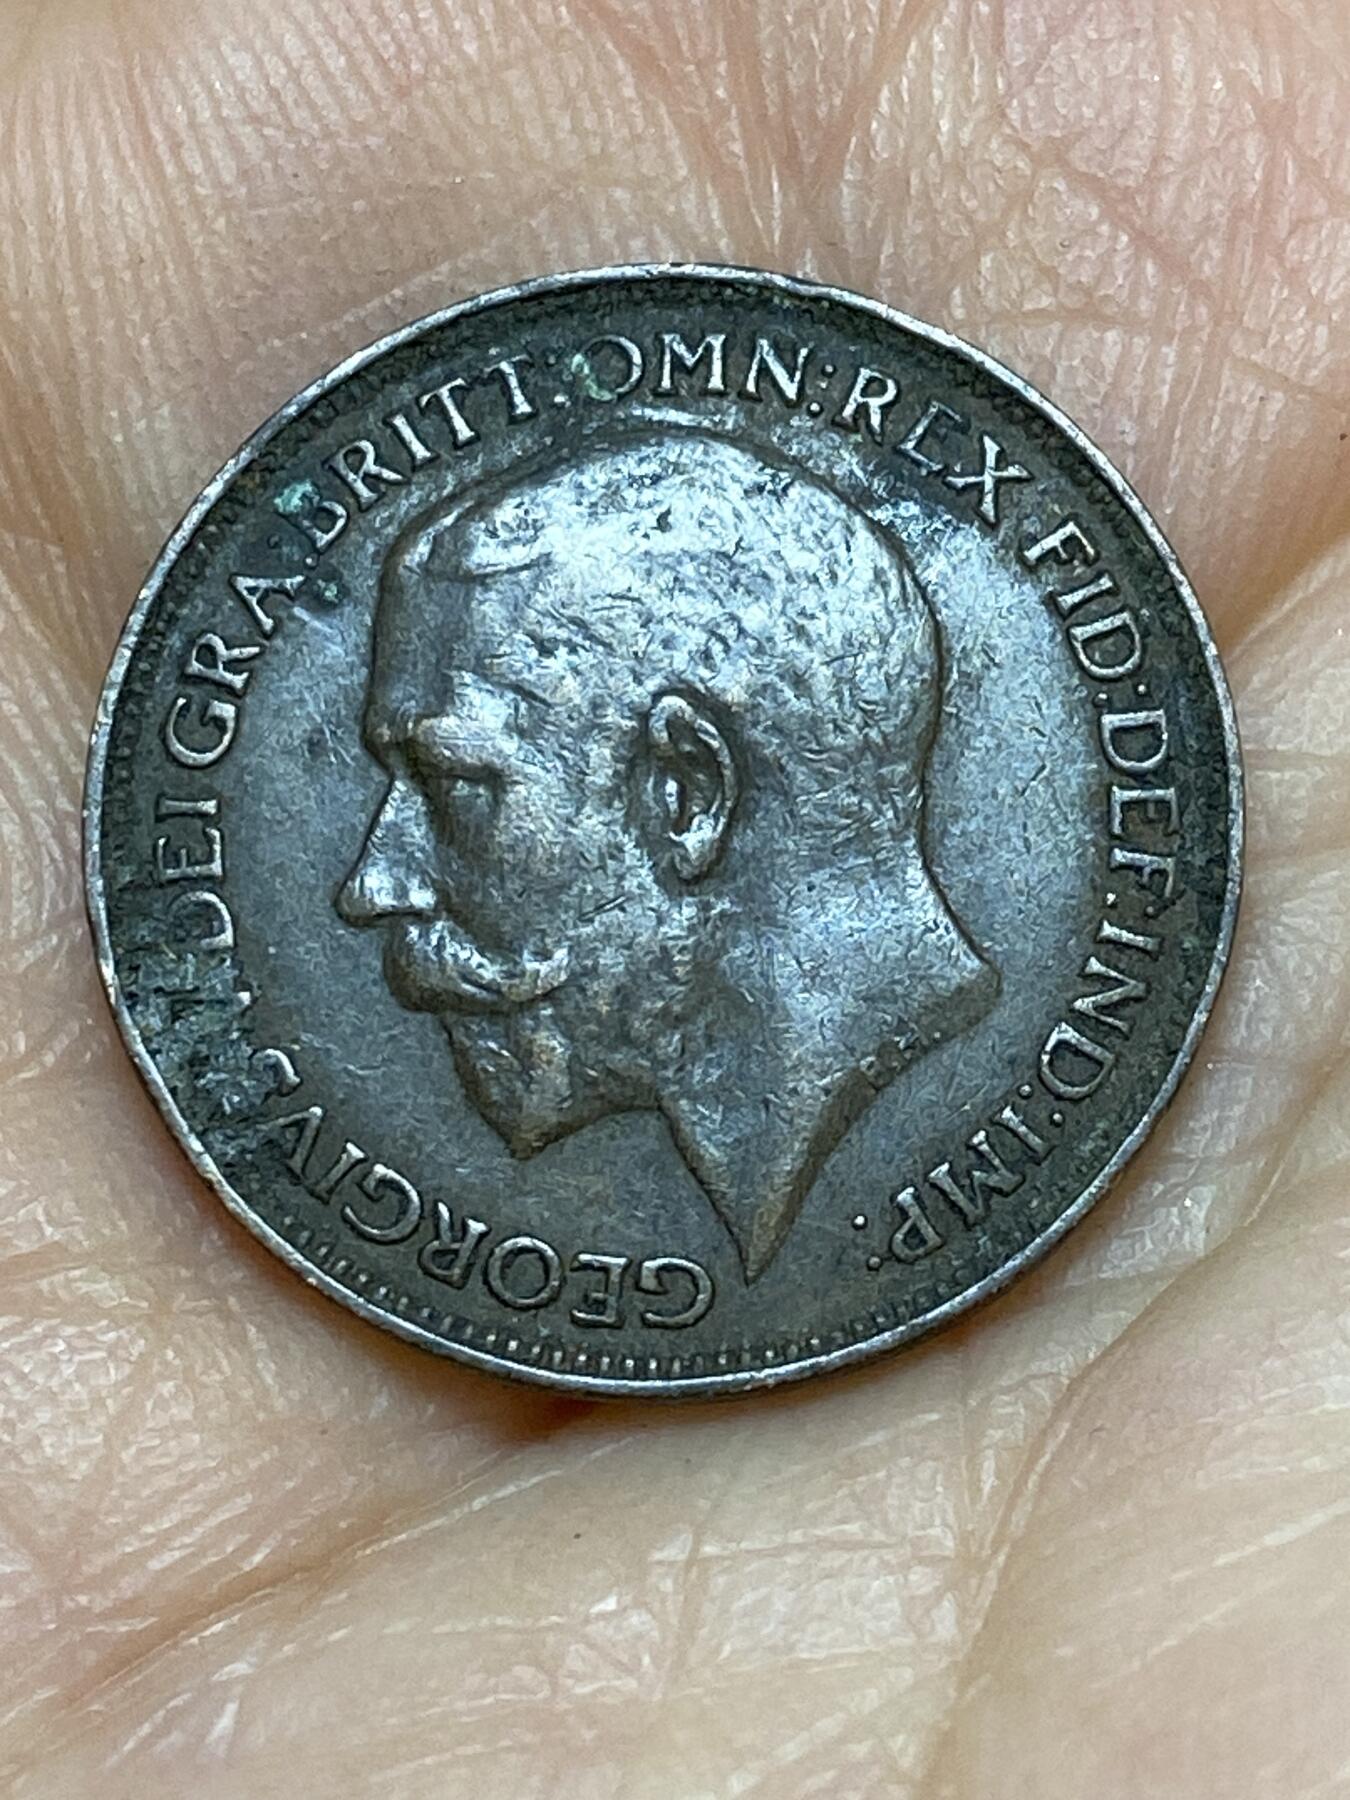 GEORGIVS DEI GRA:BRITT:OMN:REX FID:DEF:IND:IMP: